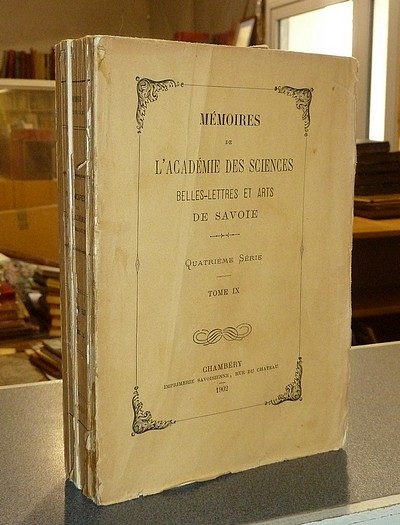 MÉMOIRES
DE
L'ACADÉMIE DES SCIENCES
BELLES-LETTRES ET ARTS
DE SAVOIE
QUATRIÈME SÉRIE
TOME IX
CHAMBÉRY
IMPRIMERIE SAVOISIENNE, RUE DU CHATEAU
1902